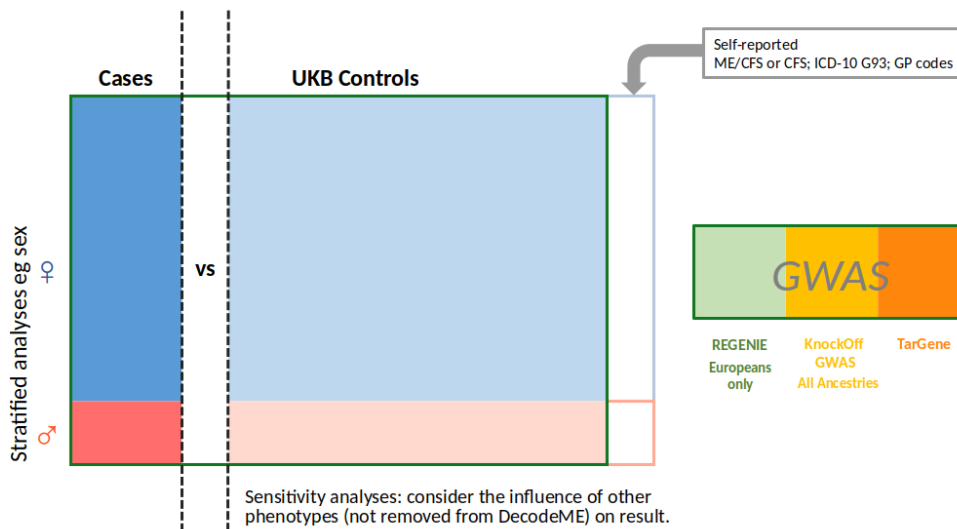 Self-reported
ME/CFS or CFS; ICD-10 G93; GP codes
Cases
UKB Controls
Stratified analyses eg sex
♀
♂
vs
GWAS
REGENIE
Europeans
only
KnockOff
GWAS
All Ancestries
TarGene
Sensitivity analyses: consider the influence of other
phenotypes (not removed from DecodeME) on result.